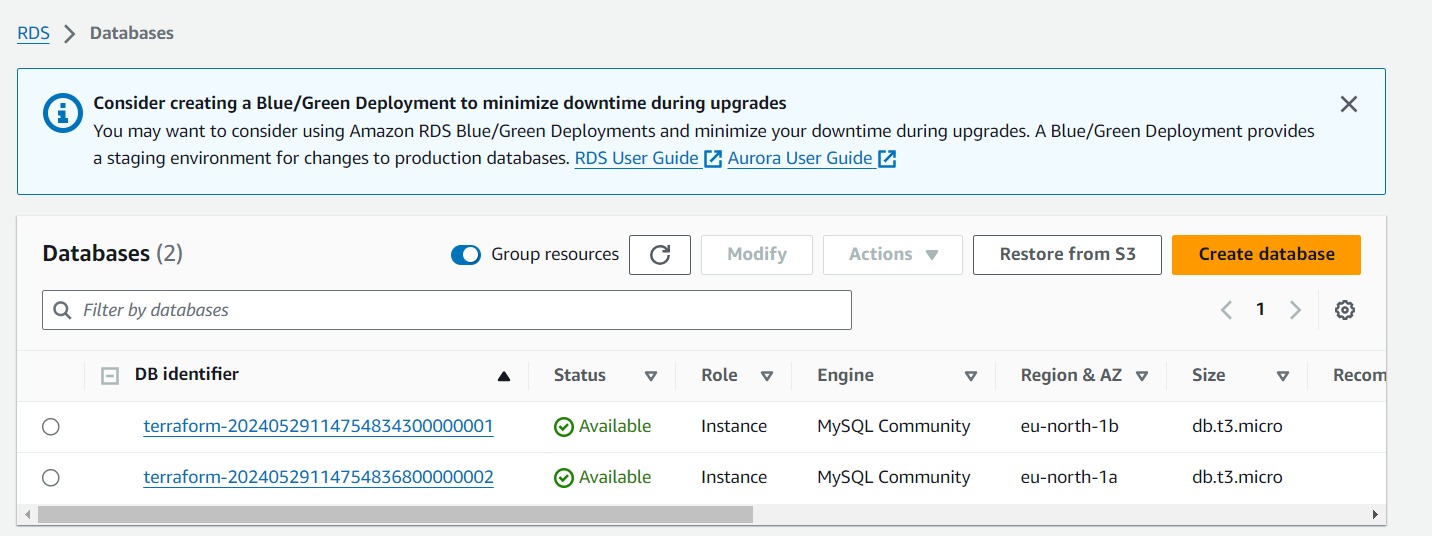 RDS > Databases
Consider creating a Blue/Green Deployment to minimize downtime during upgrades
You may want to consider using Amazon RDS Blue/Green Deployments and minimize your downtime during upgrades. A Blue/Green Deployment provides
a staging environment for changes to production databases. RDS User Guide Aurora User Guide
Databases (2) Group resources Modify Actions Restore from S3 Create database
Filter by databases 1
DB identifier Status Role Engine Region & AZ Size Recom
terraform-20240529114754834300000001 Available Instance MySQL Community eu-north-1b db.t3.micro
terraform-20240529114754836800000002 Available Instance MySQL Community eu-north-1a db.t3.micro